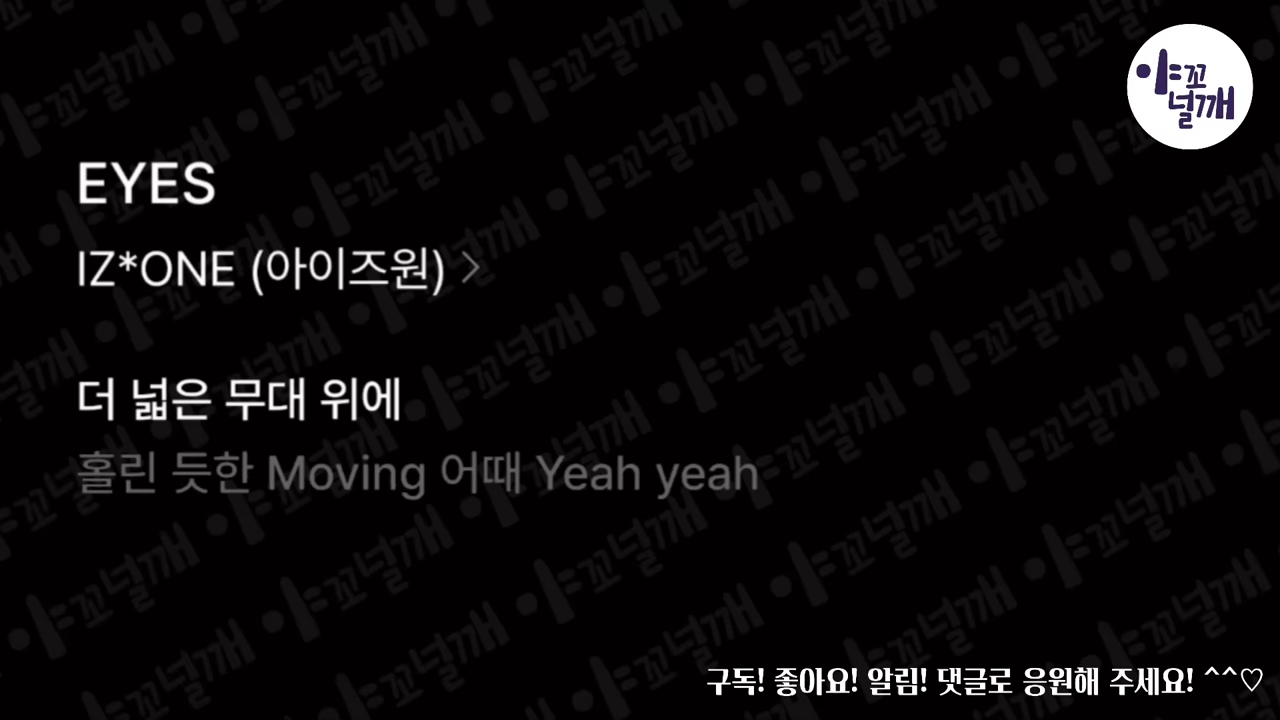 야꼬
널깨
EYES
IZ*ONE (아이즈원) >
더 넓은 무대 위에
홀린 듯한 Moving 어때 Yeah yeah
구독! 좋아요! 알림! 댓글로 응원해 주세요! ^^♡